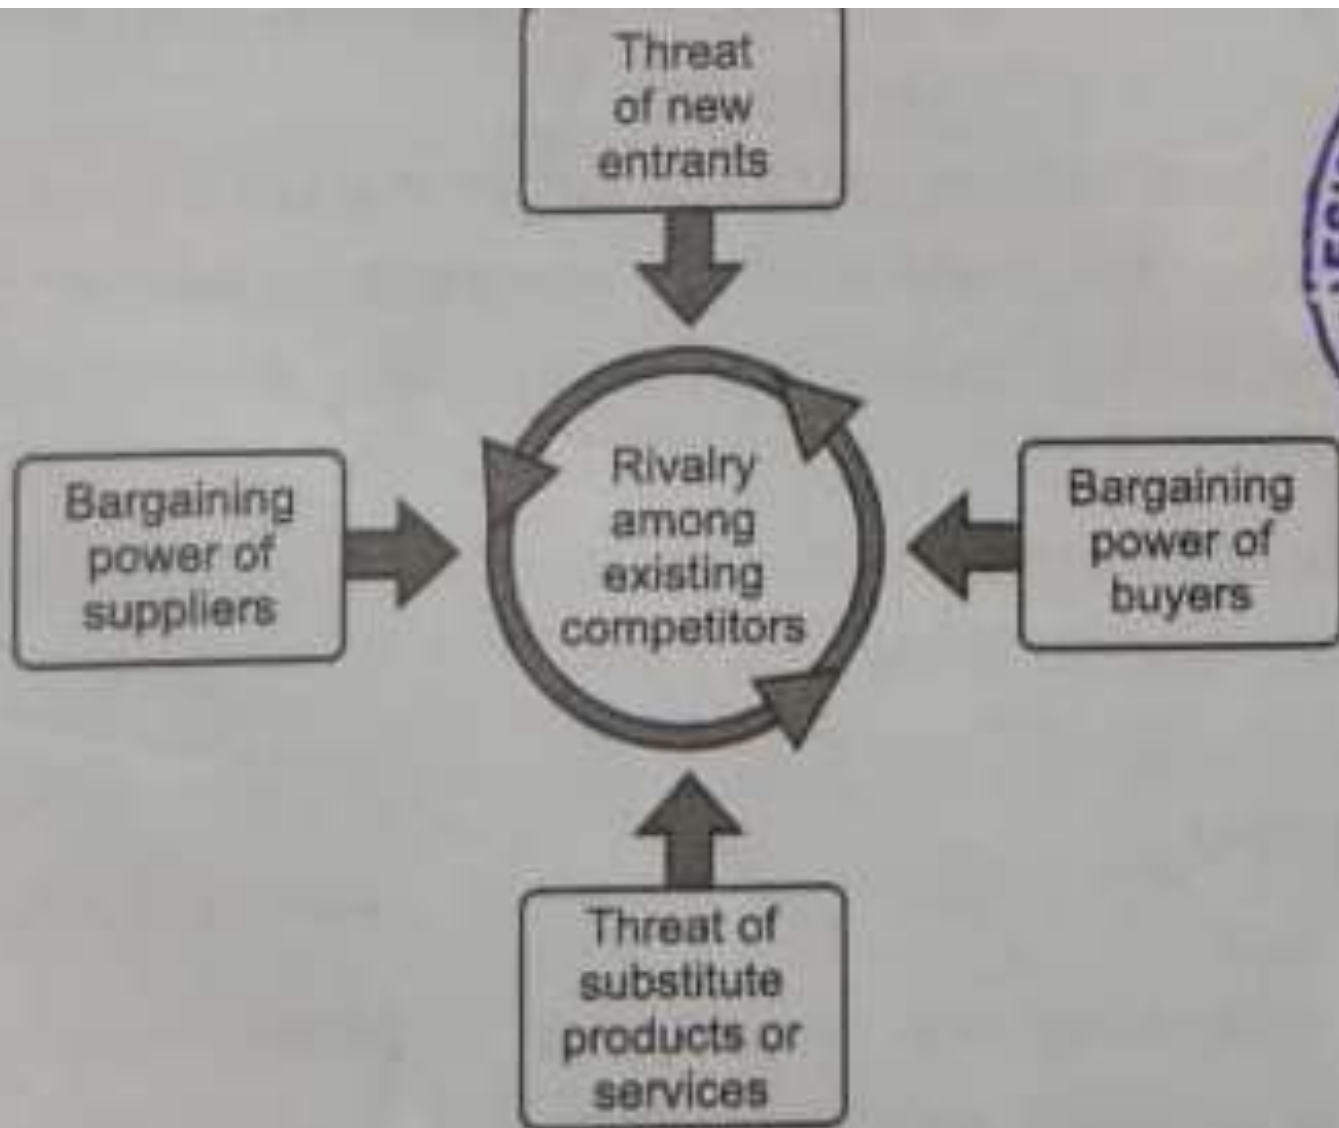 Threat
of new
entrants
Bargaining
power of
suppliers
Rivalry
among
existing
competitors
Bargaining
power of
buyers
Threat of
substitute
products or
services